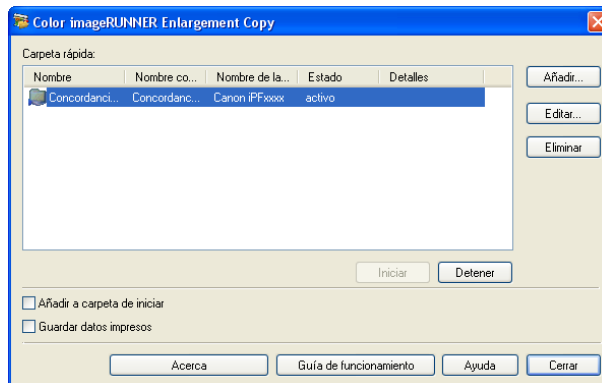 Color imageRUNNER Enlargement Copy
Carpeta rápida:
Nombre Nombre co... Nombre de la... Estado Detalles
Concordanci... Concordanc... Canon iPFxxxx activo
Añadir...
Editar...
Eliminar
Iniciar Detener
Añadir a carpeta de iniciar
Guardar datos impresos
Acerca Guía de funcionamiento Ayuda Cerrar